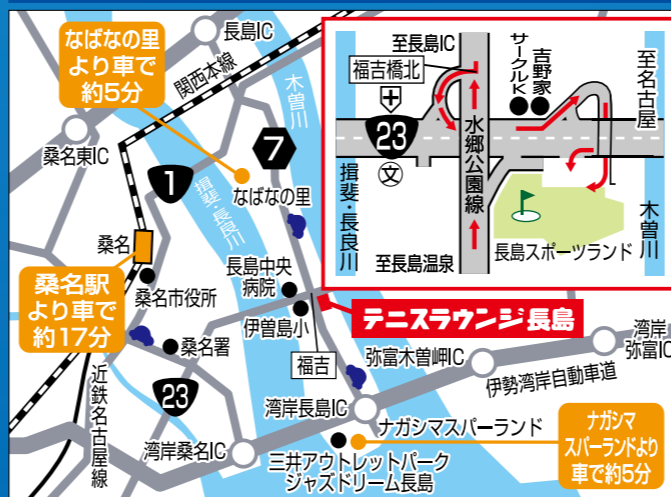 なばなの里
より車で
約5分
長島IC
関西本線
木曽川
桑名東IC
1
揖斐・長良川
7
なばなの里
桑名
桑名駅
より車で
約17分
桑名市役所
長島中央
病院
伊曽島小
桑名署
23
福吉
近鉄名古屋線
テニスラウンジ長島
弥富木曽岬IC
湾岸
弥富IC
伊勢湾岸自動車道
湾岸長島IC
湾岸桑名IC
ナガシマスパーランド
三井アウトレットパーク
ジャズドリーム長島
ナガシマ
スパーランドより
車で約5分
至長島IC
福吉橋北
サークルK
吉野家
至名古屋
23
文
水郷公園線
揖斐・長良川
木曽川
長島スポーツランド
至長島温泉